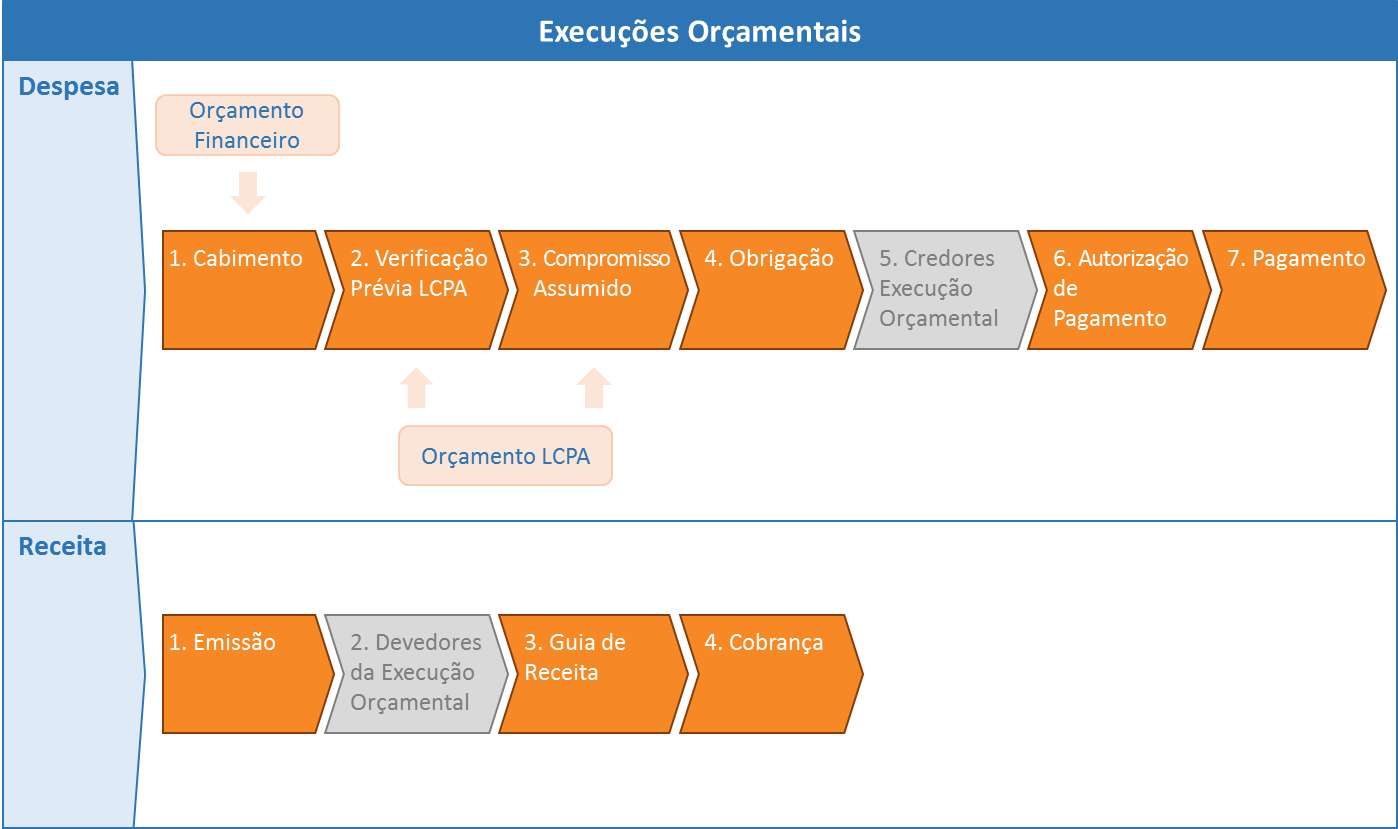 Execuções Orçamentais
Despesa
Orçamento
Financeiro
1. Cabimento
2. Verificação
Prévia LCPA
3. Compromisso
Assumido
4. Obrigação
5. Credores
Execução
Orçamental
6. Autorização
de
Pagamento
7. Pagamento
Orçamento LCPA
Receita
1. Emissão
2. Devedores
da Execução
Orçamental
3. Guia de
Receita
4. Cobrança